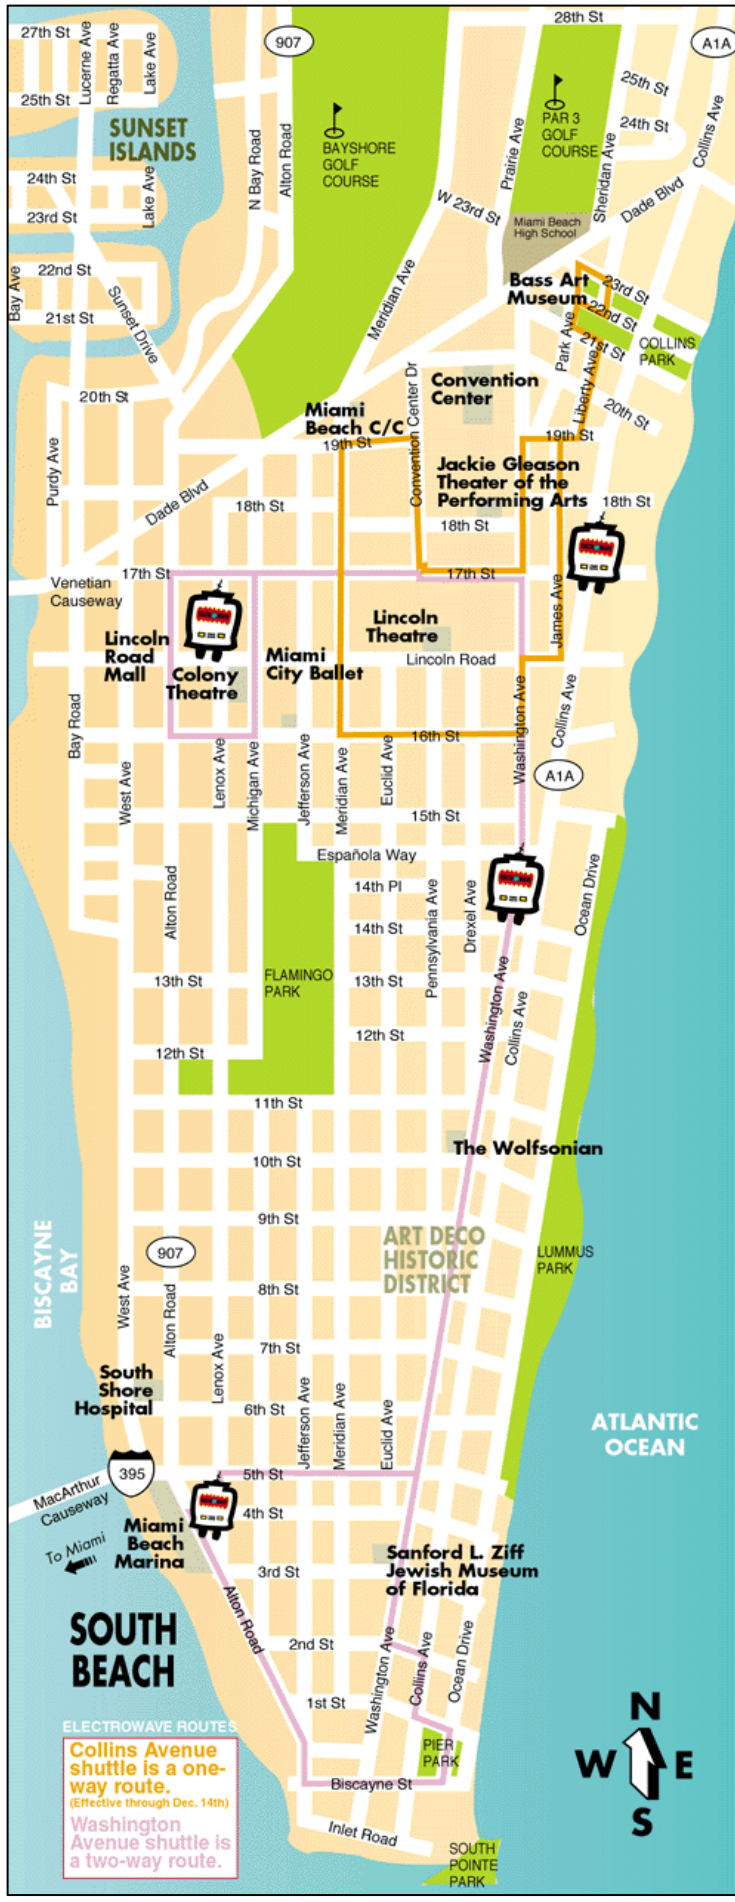 27th St
Lucerne Ave
Regatta Ave
Lake Ave
907
28th St
A1A
25th St
SUNSET
ISLANDS
N Bay Road
Alton Road
BAYSHORE
GOLF
COURSE
Prairie Ave
PAR 3
GOLF
COURSE
Sheridan Ave
25th St
24th St
Collins Ave
24th St
Lake Ave
23rd St
W 23rd St
Miami Beach
High School
Dade Blvd
22nd St
Bay Ave
21st St
Sunset Drive
Meridian Ave
Bass Art
Museum
23rd St
22nd St
21st St
Park Ave
Liberty Ave
COLLINS
PARK
20th St
Convention Center Dr
Convention
Center
20th St
Miami
Beach C/C
19th St
19th St
Purdy Ave
Dade Blvd
Jackie Gleason
Theater of the
Performing Arts
18th St
18th St
18th St
Venetian
Causeway
17th St
17th St
James Ave
Lincoln
Road
Mall
Colony
Theatre
Miami
City Ballet
Lincoln
Theatre
Lincoln Road
Bay Road
West Ave
Lenox Ave
Michigan Ave
Jefferson Ave
Meridian Ave
Euclid Ave
16th St
Washington Ave
Collins Ave
A1A
15th St
Española Way
14th Pl
14th St
Alton Road
Pennsylvania Ave
Drexel Ave
Ocean Drive
13th St
FLAMINGO
PARK
13th St
Washington Ave
Collins Ave
12th St
12th St
11th St
The Wolfsonian
10th St
9th St
BISCAYNE
BAY
907
ART DECO
HISTORIC
DISTRICT
LUMMUS
PARK
West Ave
Alton Road
8th St
7th St
Lenox Ave
Jefferson Ave
Meridian Ave
Euclid Ave
South
Shore
Hospital
6th St
ATLANTIC
OCEAN
395
5th St
MacArthur
Causeway
4th St
To Miami
Miami
Beach
Marina
Sanford L. Ziff
Jewish Museum
of Florida
3rd St
Alton Road
SOUTH
BEACH
2nd St
Washington Ave
Collins Ave
Ocean Drive
1st St
PIER
PARK
Biscayne St
Inlet Road
SOUTH
POINTE
PARK
ELECTROWAVE ROUTES
Collins Avenue
shuttle is a one-
way route.
(Effective through Dec. 14th)
Washington
Avenue shuttle is
a two-way route.
N
W E
S